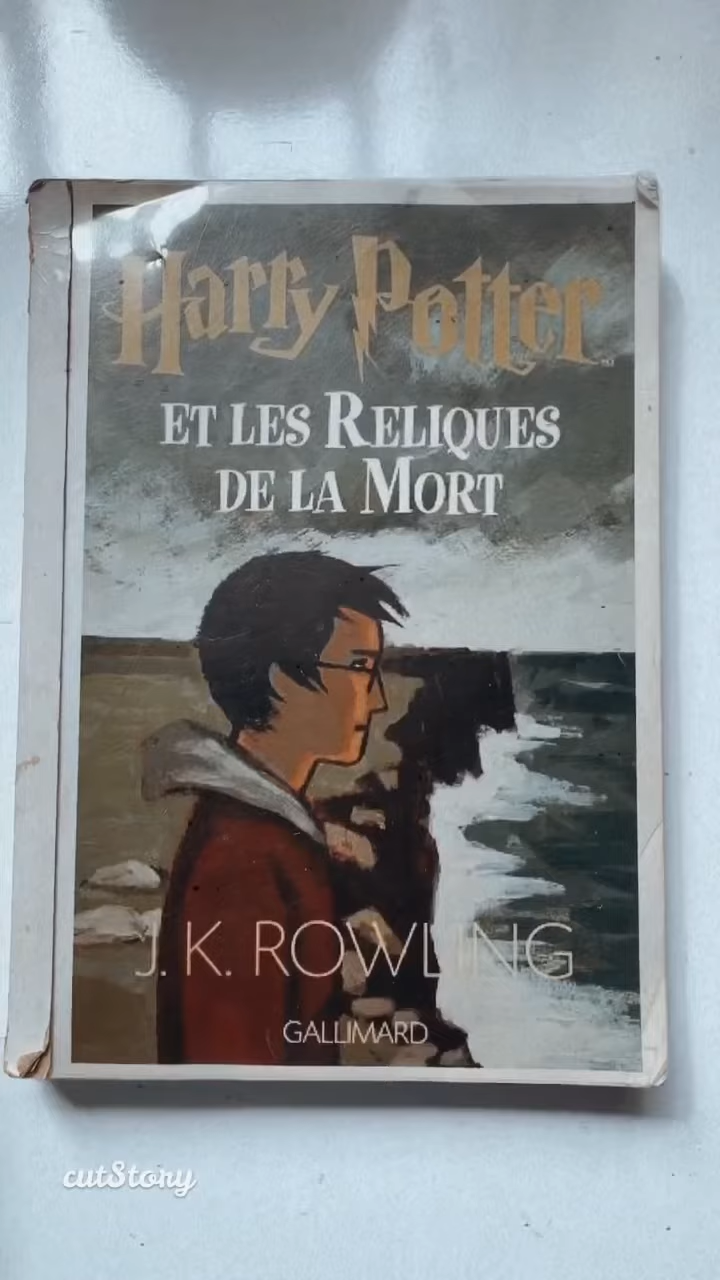 Harry Potter
ET LES RELIQUES
DE LA MORT
J. K. ROWLING
GALLIMARD
cutStory